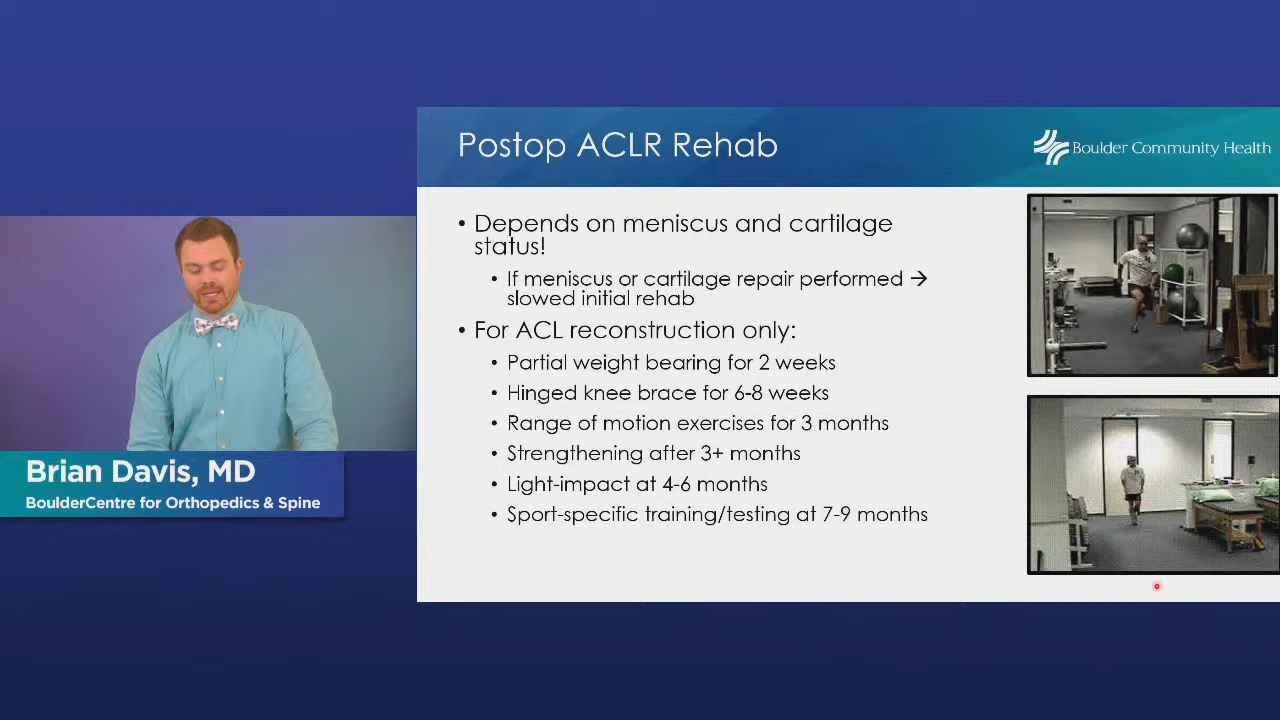 Postop ACLR Rehab
Boulder Community Health
• Depends on meniscus and cartilage
status!
• If meniscus or cartilage repair performed →
slowed initial rehab
• For ACL reconstruction only:
• Partial weight bearing for 2 weeks
• Hinged knee brace for 6-8 weeks
• Range of motion exercises for 3 months
• Strengthening after 3+ months
• Light-impact at 4-6 months
• Sport-specific training/testing at 7-9 months
Brian Davis, MD
BoulderCentre for Orthopedics & Spine